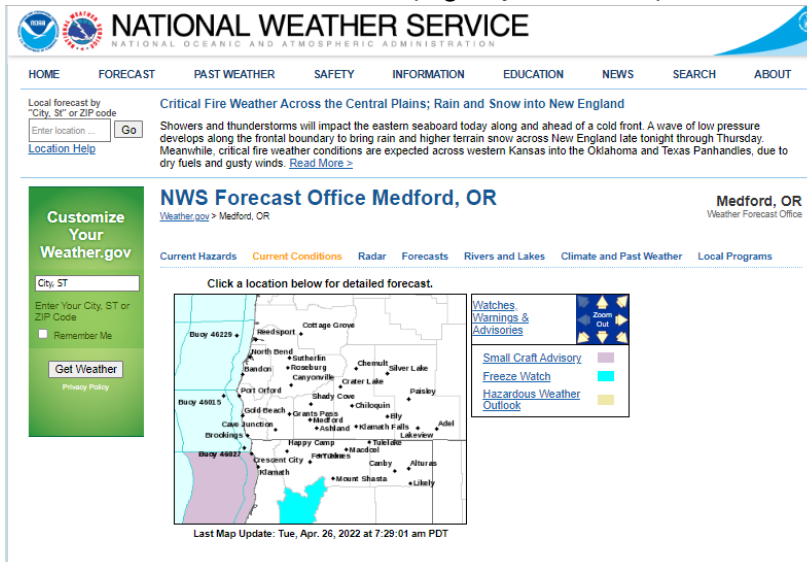 NATIONAL WEATHER SERVICE
NATIONAL OCEANIC AND ATMOSPHERIC ADMINISTRATION
HOME FORECAST PAST WEATHER SAFETY INFORMATION EDUCATION NEWS SEARCH ABOUT
Local forecast by
"City, St" or ZIP code
Enter location ...
Go
Location Help
Critical Fire Weather Across the Central Plains; Rain and Snow into New England
Showers and thunderstorms will impact the eastern seaboard today along and ahead of a cold front. A wave of low pressure
develops along the frontal boundary to bring rain and higher terrain snow across New England late tonight through Thursday.
Meanwhile, critical fire weather conditions are expected across western Kansas into the Oklahoma and Texas Panhandles, due to
dry fuels and gusty winds. Read More >
Customize
Your
Weather.gov
City, ST
Enter Your City, ST or
ZIP Code
Remember Me
Get Weather
Privacy Policy
NWS Forecast Office Medford, OR
Weather.gov > Medford, OR
Medford, OR
Weather Forecast Office
Current Hazards Current Conditions Radar Forecasts Rivers and Lakes Climate and Past Weather Local Programs
Click a location below for detailed forecast.
Cottage Grove
Buoy 46229
Reedsport
North Bend
Sutherlin
Bandon
Roseburg
Chemult
Silver Lake
Canyonville
Crater Lake
Port Orford
Shady Cove
Paisley
Buoy 46015
Chiloquin
Gold Beach
Grants Pass
Bly
Medford
Cave Junction
Ashland
Klamath Falls
Adel
Brookings
Lakeview
Happy Camp
Tulelake
Buoy 46027
Macdoel
Crescent City
Fort Jones
Canby
Alturas
Klamath
Mount Shasta
Likely
Last Map Update: Tue, Apr. 26, 2022 at 7:29:01 am PDT
Watches,
Warnings &
Advisories
Zoom
Out
Small Craft Advisory
Freeze Watch
Hazardous Weather
Outlook